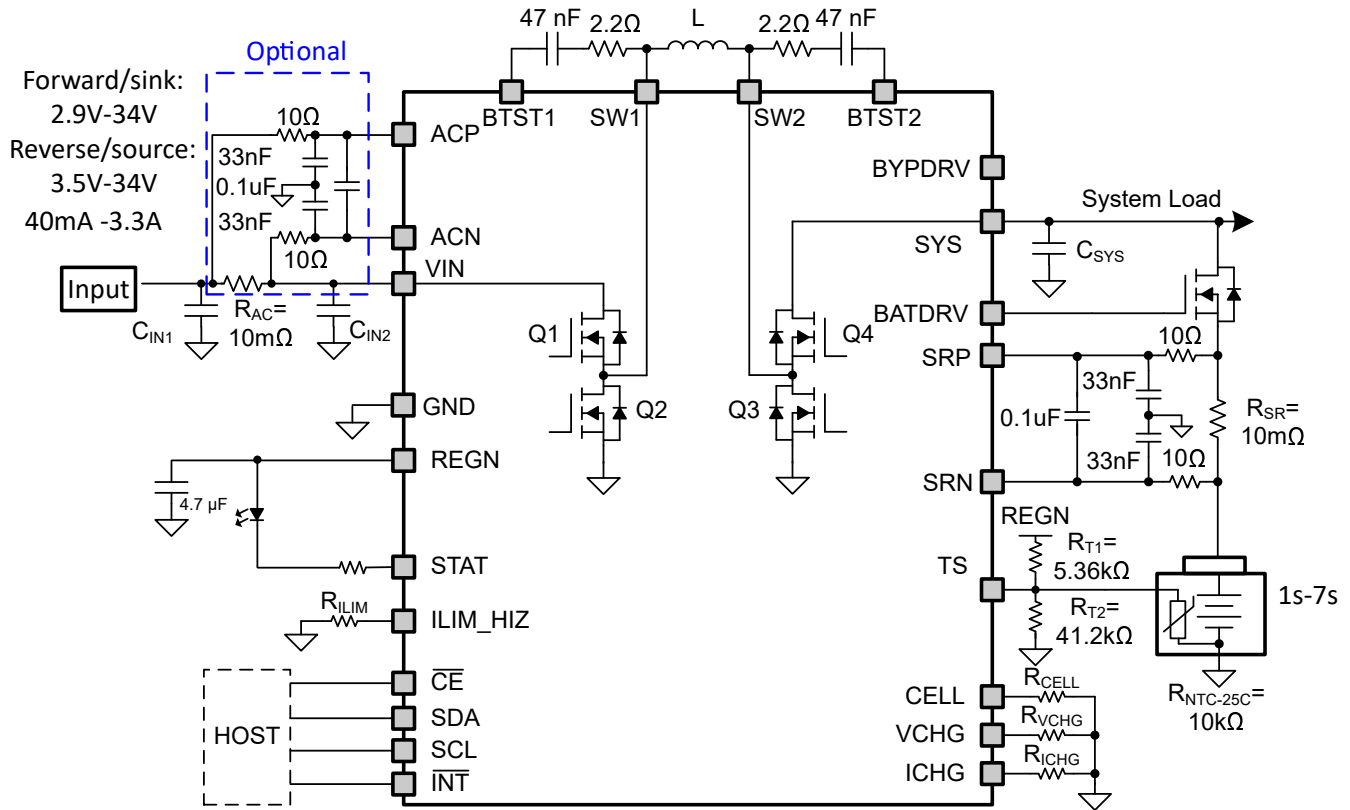 47 nF
2.2Ω
L
2.2Ω
47 nF
Optional
Forward/sink:
2.9V-34V
Reverse/source:
3.5V-34V
40mA -3.3A
BTST1
SW1
SW2
BTST2
10Ω
ACP
33nF
0.1uF
33nF
BYPDRV
ACN
10Ω
System Load
SYS
CSYS
VIN
Input
RAC=
10mΩ
CIN1
CIN2
BATDRV
Q1
Q4
SRP
10Ω
33nF
0.1uF
RSR=
10mΩ
33nF
10Ω
GND
Q2
Q3
REGN
SRN
4.7 µF
REGN
RT1=
5.36kΩ
TS
STAT
RT2=
41.2kΩ
1s-7s
RILIM
ILIM_HIZ
RNTC-25C=
10kΩ
HOST
CE
SDA
SCL
INT
CELL
RCELL
VCHG
RVCHG
ICHG
RICHG